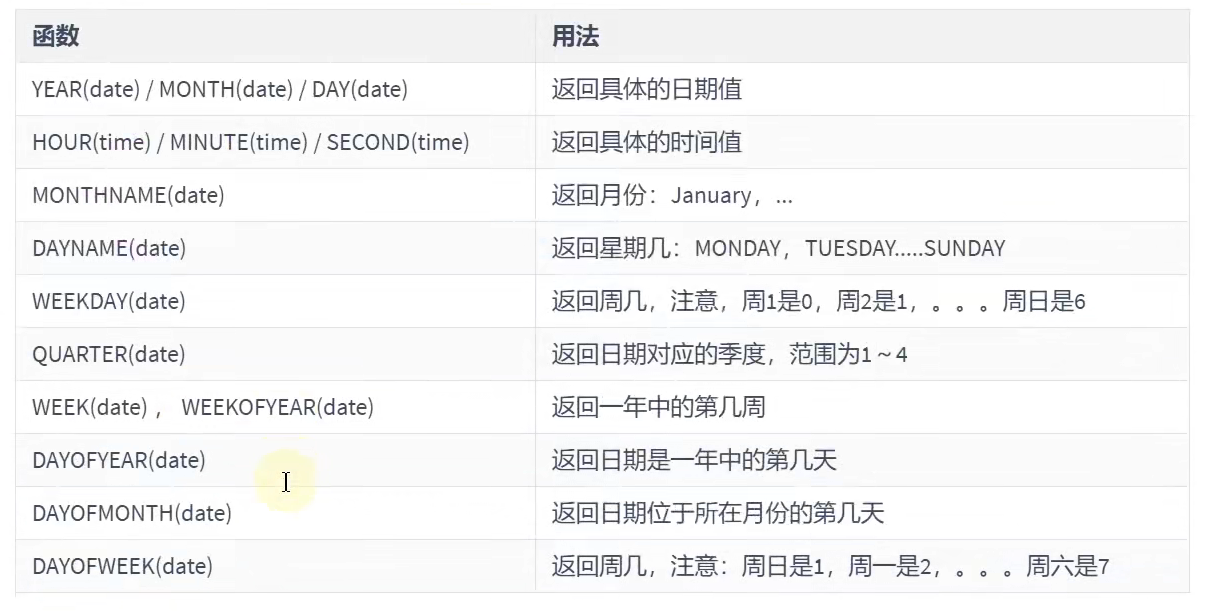 函数 用法
YEAR(date) / MONTH(date) / DAY(date) 返回具体的日期值
HOUR(time) / MINUTE(time) / SECOND(time) 返回具体的时间值
MONTHNAME(date) 返回月份：January，...
DAYNAME(date) 返回星期几：MONDAY，TUESDAY.....SUNDAY
WEEKDAY(date) 返回周几，注意，周1是0，周2是1，。。。周日是6
QUARTER(date) 返回日期对应的季度，范围为1～4
WEEK(date) ， WEEKOFYEAR(date) 返回一年中的第几周
DAYOFYEAR(date) 返回日期是一年中的第几天
DAYOFMONTH(date) 返回日期位于所在月份的第几天
DAYOFWEEK(date) 返回周几，注意：周日是1，周一是2，。。。周六是7